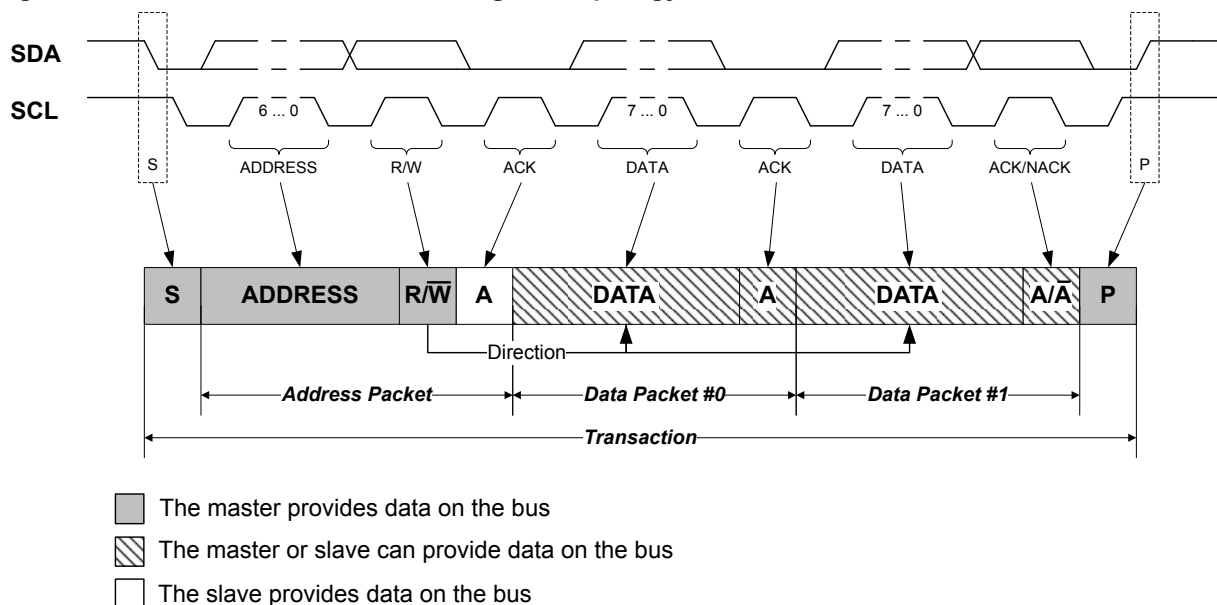 SDA
SCL
6 ... 0
7 ... 0
7 ... 0
S
ADDRESS
R/W
ACK
DATA
ACK
DATA
ACK/NACK
P
S
ADDRESS
R/W̅
A
DATA
A
DATA
A/A̅
P
Direction
Address Packet
Data Packet #0
Data Packet #1
Transaction
The master provides data on the bus
The master or slave can provide data on the bus
The slave provides data on the bus